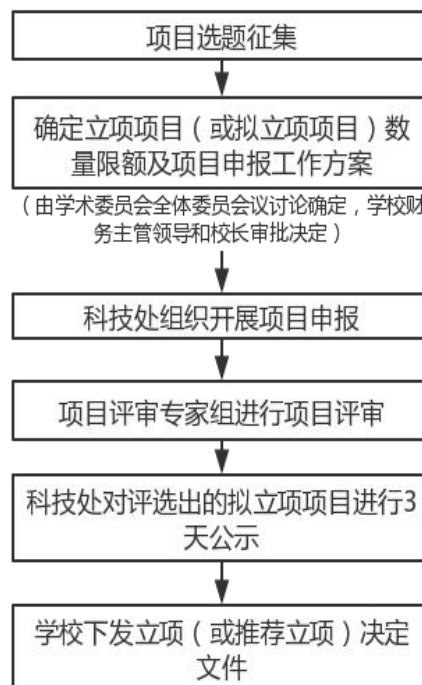 项目选题征集
确定立项项目（或拟立项项目）数
量限额及项目申报工作方案
（由学术委员会全体委员会议讨论确定，学校财
务主管领导和校长审批决定）
科技处组织开展项目申报
项目评审专家组进行项目评审
科技处对评选出的拟立项项目进行3
天公示
学校下发立项（或推荐立项）决定
文件